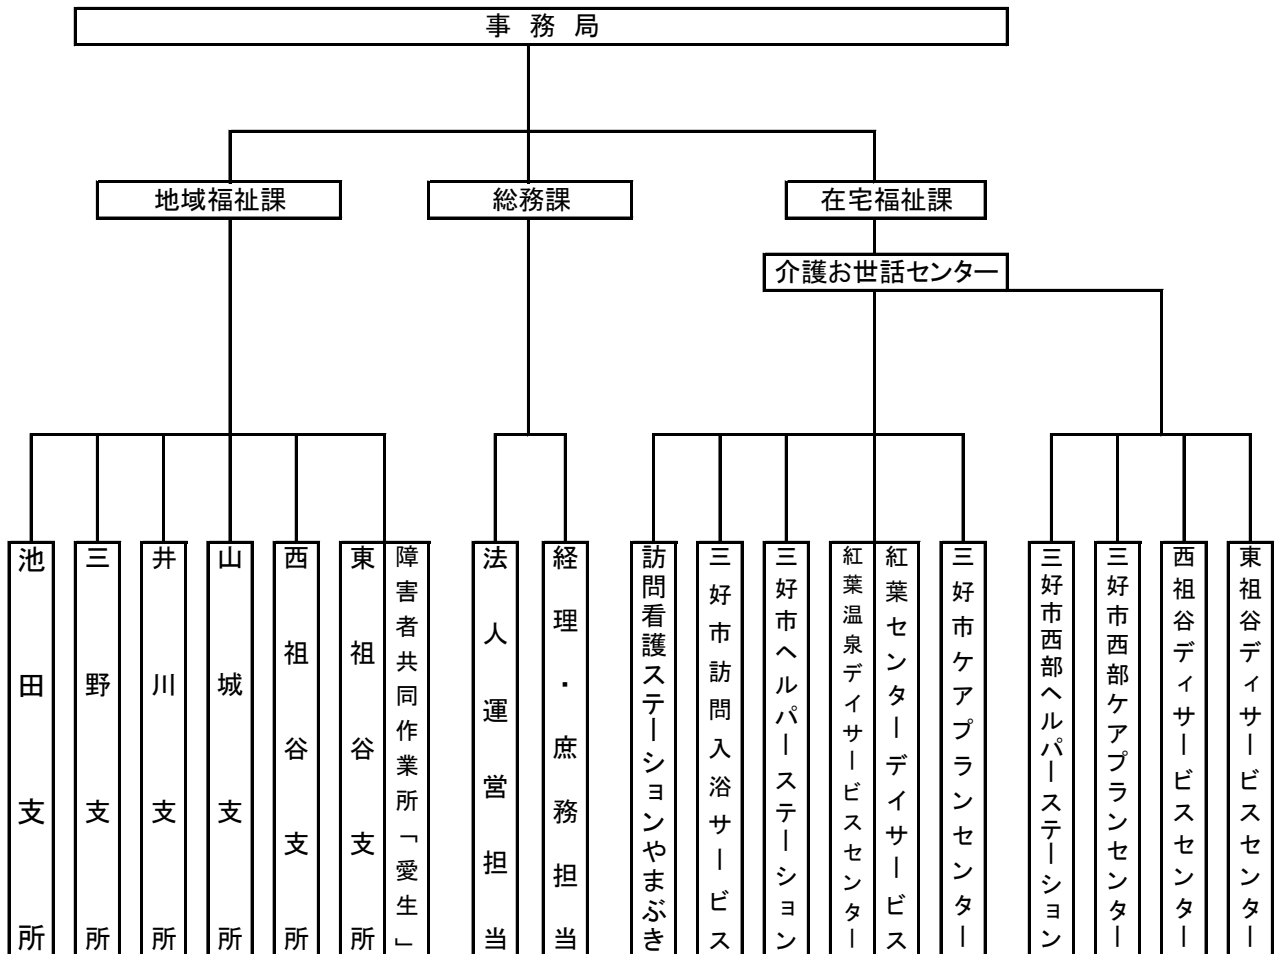 事務局
地域福祉課
総務課
在宅福祉課
介護お世話センター
池田支所
三野支所
井川支所
山城支所
西祖谷支所
東祖谷支所
障害者共同作業所「愛生」
法人運営担当
経理・庶務担当
訪問看護ステーションやまぶき
三好市訪問入浴サービス
三好市ヘルパーステーション
紅葉温泉デイサービスセンター
紅葉センターデイサービス
三好市ケアプランセンター
三好市西部ヘルパーステーション
三好市西部ケアプランセンター
西祖谷ディサービスセンター
東祖谷ディサービスセンター